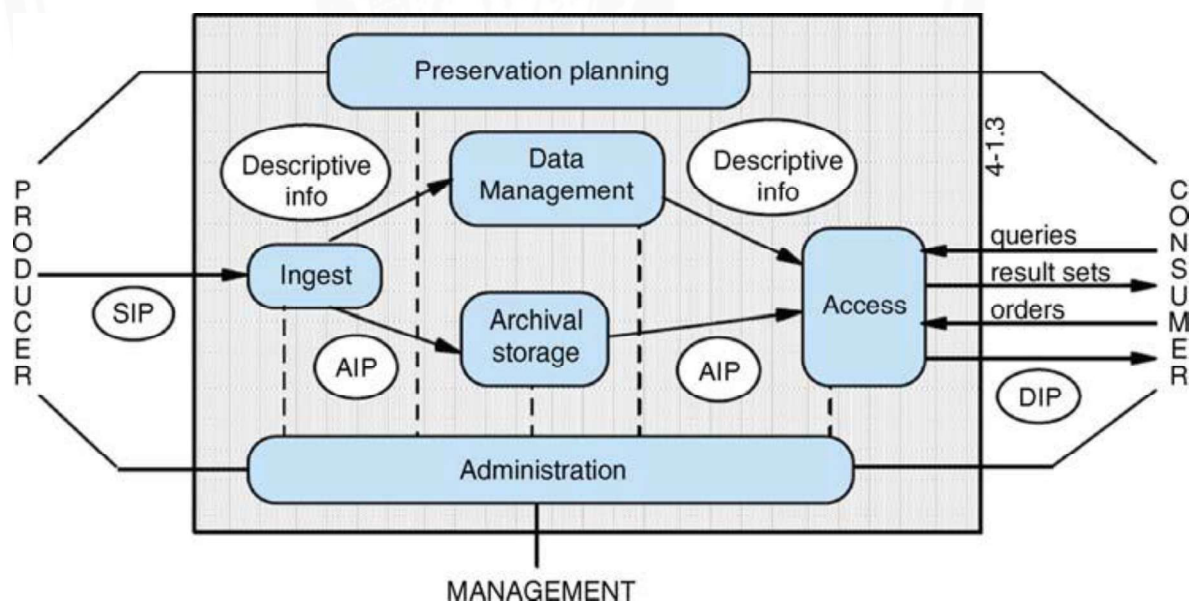 Preservation planning
4-1.3
Descriptive
info
Data
Management
Descriptive
info
PRODUCER
CONSUMER
queries
Ingest
result sets
SIP
Archival
storage
Access
orders
AIP
AIP
DIP
Administration
MANAGEMENT